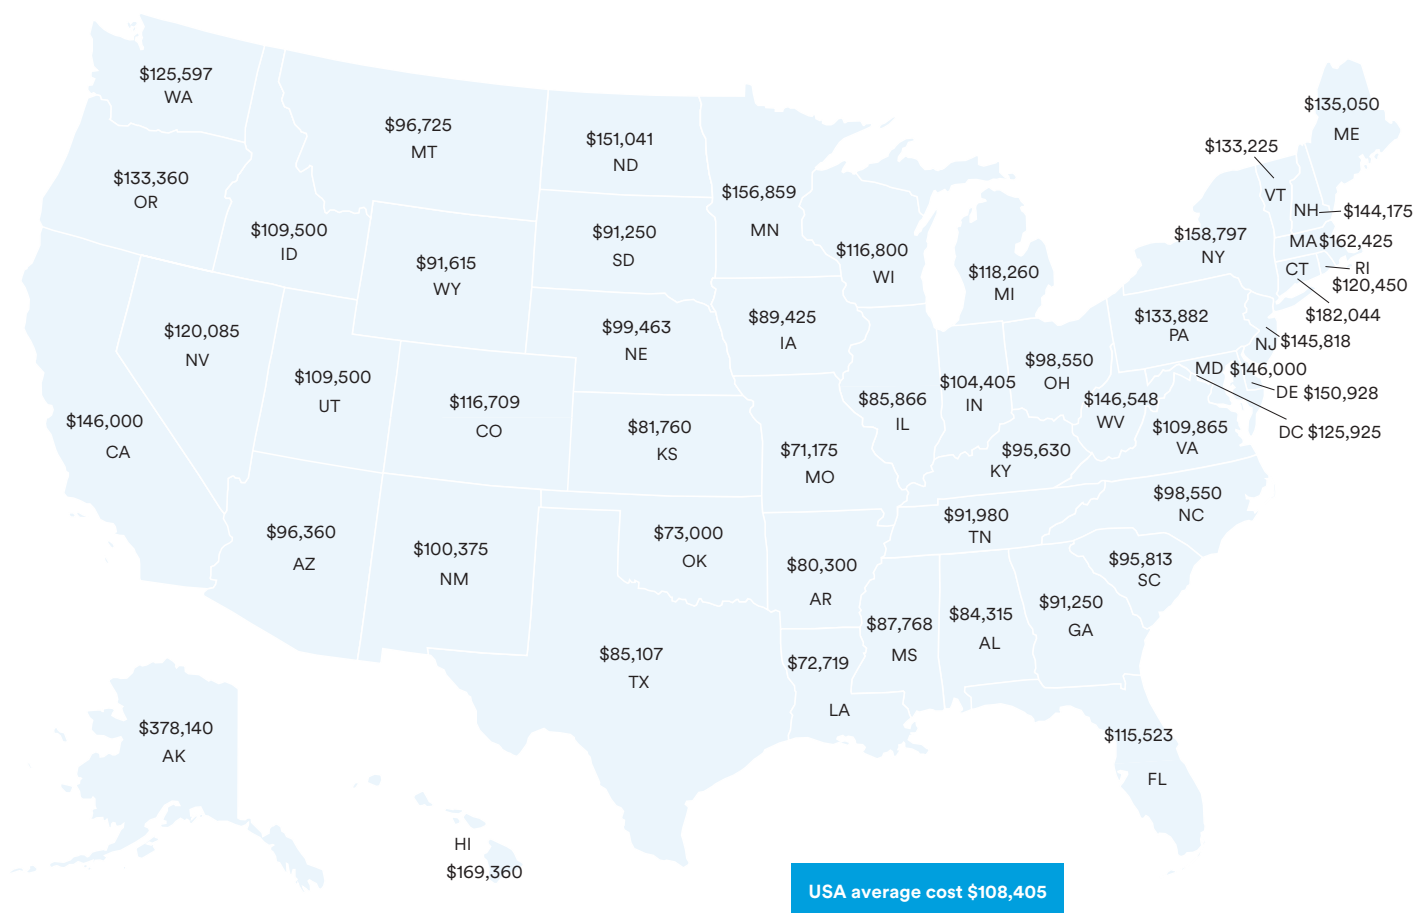 $125,597
WA
$96,725
MT
$151,041
ND
$135,050
ME
$133,225
VT
$133,360
OR
$156,859
MN
NH $144,175
$109,500
ID
$91,250
SD
$116,800
WI
$158,797
NY
MA $162,425
$91,615
WY
$118,260
MI
CT
RI
$120,450
$182,044
$120,085
NV
$99,463
NE
$89,425
IA
$133,882
PA
NJ $145,818
$109,500
UT
$98,550
OH
MD $146,000
$104,405
IN
DE $150,928
$116,709
CO
$85,866
IL
$146,548
WV
$146,000
CA
$81,760
KS
$109,865
VA
DC $125,925
$71,175
MO
$95,630
KY
$98,550
NC
$96,360
AZ
$100,375
NM
$73,000
OK
$91,980
TN
$80,300
AR
$95,813
SC
$87,768
MS
$84,315
AL
$91,250
GA
$85,107
TX
$72,719
LA
$378,140
AK
$115,523
FL
HI
$169,360
USA average cost $108,405